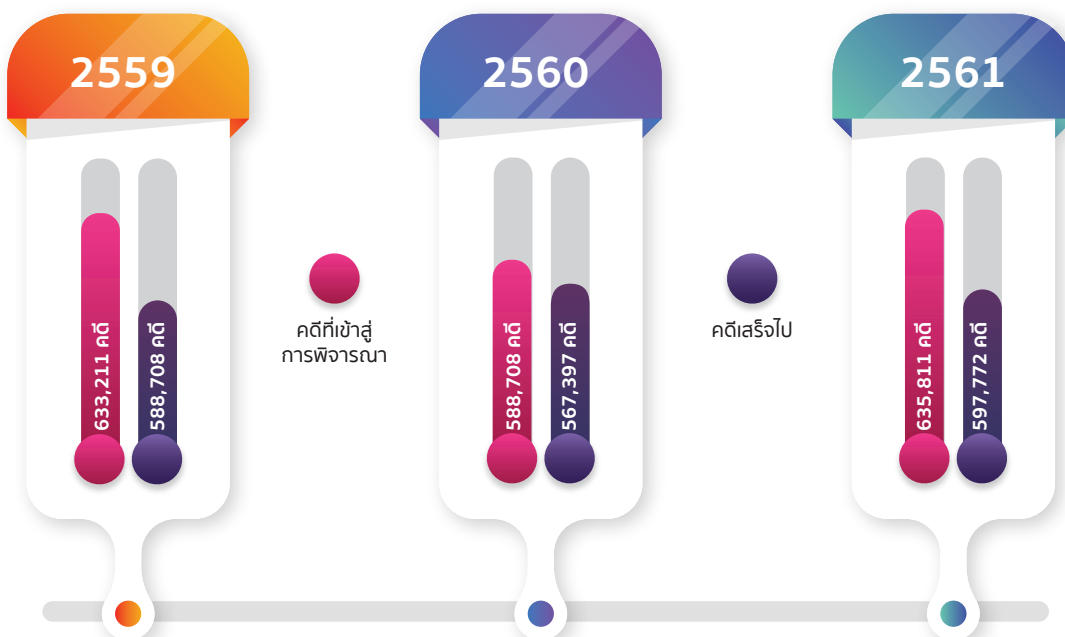 2559
2560
2561
633,211 คดี
588,708 คดี
คดีที่เข้าสู่
การพิจารณา
588,708 คดี
567,397 คดี
คดีเสร็จไป
635,811 คดี
597,772 คดี